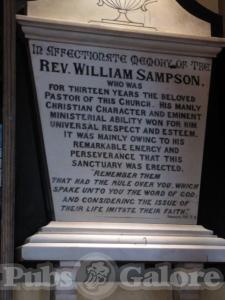 IN AFFECTIONATE MEMORY OF THE
REV. WILLIAM SAMPSON.
WHO WAS
FOR THIRTEEN YEARS THE BELOVED
PASTOR OF THIS CHURCH. HIS MANLY
CHRISTIAN CHARACTER AND EMINENT
MINISTERIAL ABILITY WON FOR HIM
UNIVERSAL RESPECT AND ESTEEM.
IT WAS MAINLY OWING TO HIS
REMARKABLE ENERGY AND
PERSEVERANCE THAT THIS
SANCTUARY WAS ERECTED.
"REMEMBER THEM
THAT HAD THE RULE OVER YOU, WHICH
SPAKE UNTO YOU THE WORD OF GOD
AND CONSIDERING THE ISSUE OF
THEIR LIFE IMITATE THEIR FAITH."
Pubs Galore